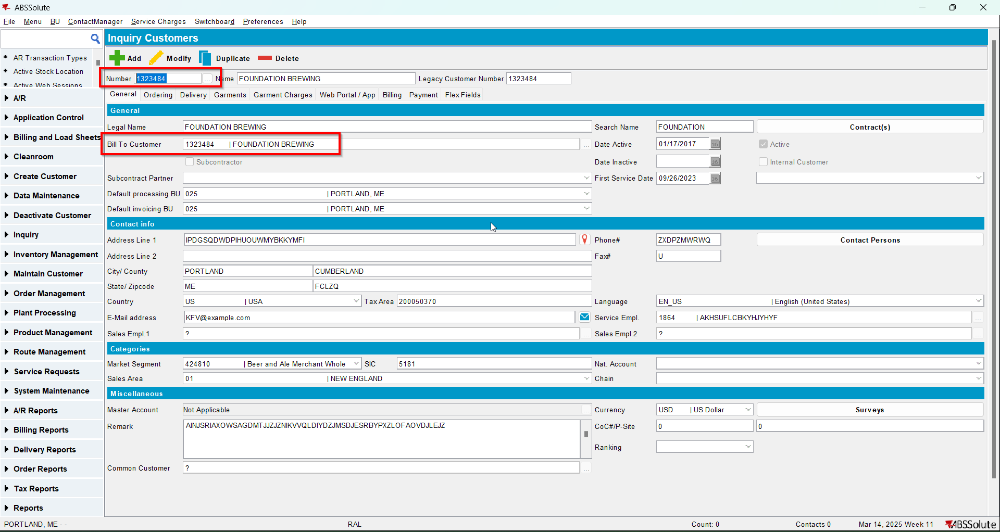 ABSSolute
File Menu BU ContactManager Service Charges Switchboard Preferences Help
Inquiry Customers
AR Transaction Types
Active Stock Location
Active Web Sessions
A/R
Application Control
Billing and Load Sheets
Cleanroom
Create Customer
Data Maintenance
Deactivate Customer
Inquiry
Inventory Management
Maintain Customer
Order Management
Plant Processing
Product Management
Route Management
Service Requests
System Maintenance
A/R Reports
Billing Reports
Delivery Reports
Order Reports
Tax Reports
Reports
Add Modify Duplicate Delete
Number 1323484 ... Name FOUNDATION BREWING Legacy Customer Number 1323484
General Ordering Delivery Garments Garment Charges Web Portal / App Billing Payment Flex Fields
General
Legal Name FOUNDATION BREWING Search Name FOUNDATION Contract(s)
Bill To Customer 1323484 | FOUNDATION BREWING ... Date Active 01/17/2017 16 Active
Subcontractor Date Inactive 16 Internal Customer
Subcontract Partner First Service Date 09/26/2023 16
Default processing BU 025 | PORTLAND, ME
Default invoicing BU 025 | PORTLAND, ME
Contact info
Address Line 1 IPDGSQDWDPIHUOUWMYBKKYMFI Phone# ZXDPZMWRWQ Contact Persons
Address Line 2 Fax# U
City/ County PORTLAND CUMBERLAND
State/ Zipcode ME FCLZQ
Country US | USA Tax Area 200050370 Language EN_US | English (United States)
E-Mail address KFV@example.com Service Empl. 1864 | AKHSUFLCBKYHJYHYF ...
Sales Empl.1 ? ... Sales Empl.2 ? ...
Categories
Market Segment 424810 | Beer and Ale Merchant Whole SIC 5181 Nat. Account
Sales Area 01 | NEW ENGLAND Chain
Miscellaneous
Master Account Not Applicable ... Currency USD | US Dollar Surveys
Remark AINJSRIAXOWSAGDMTJJZJZNIKVVQLDIYDZJMSDJESRBYPXZLOFAOVDJLEJZ CoC#/P-Site 0 0
Ranking
Common Customer ? ...
PORTLAND, ME - - RAL Count: 0 Contacts 0 Mar 14, 2025 Week 11 ABSSolute